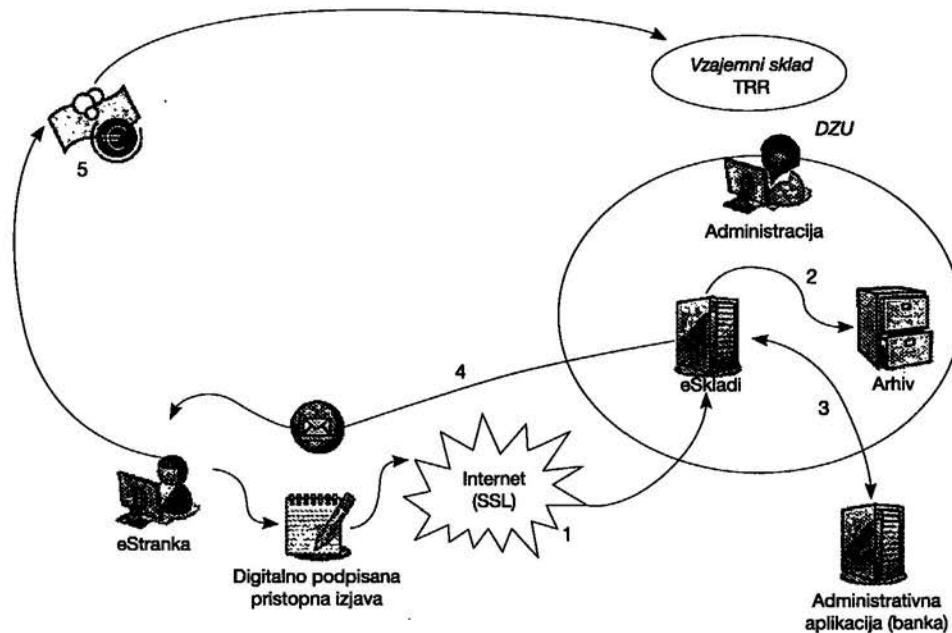 Vzajemni sklad
TRR
DZU
5
Administracija
2
eSkladi
Arhiv
4
3
Internet
(SSL)
1
eStranka
Digitalno podpisana
pristopna izjava
Administrativna
aplikacija (banka)